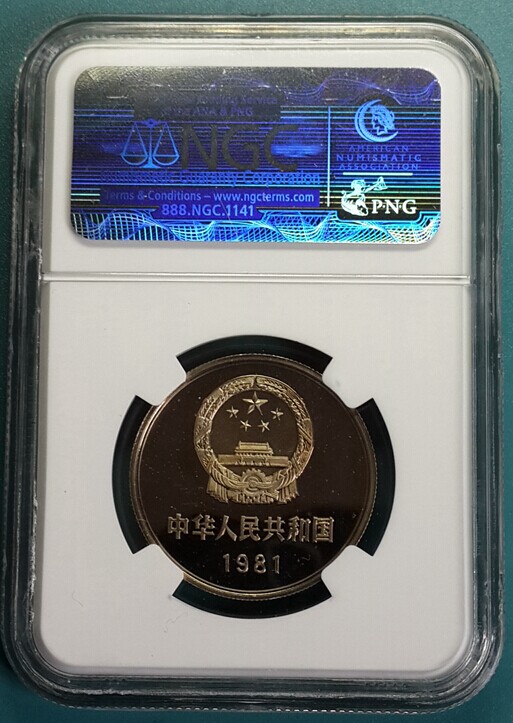 NGC
Terms & Conditions – www.ngcterms.com
888.NGC.1141
AMERICAN
NUMISMATIC
ASSOCIATION
PNG
中华人民共和国
1981